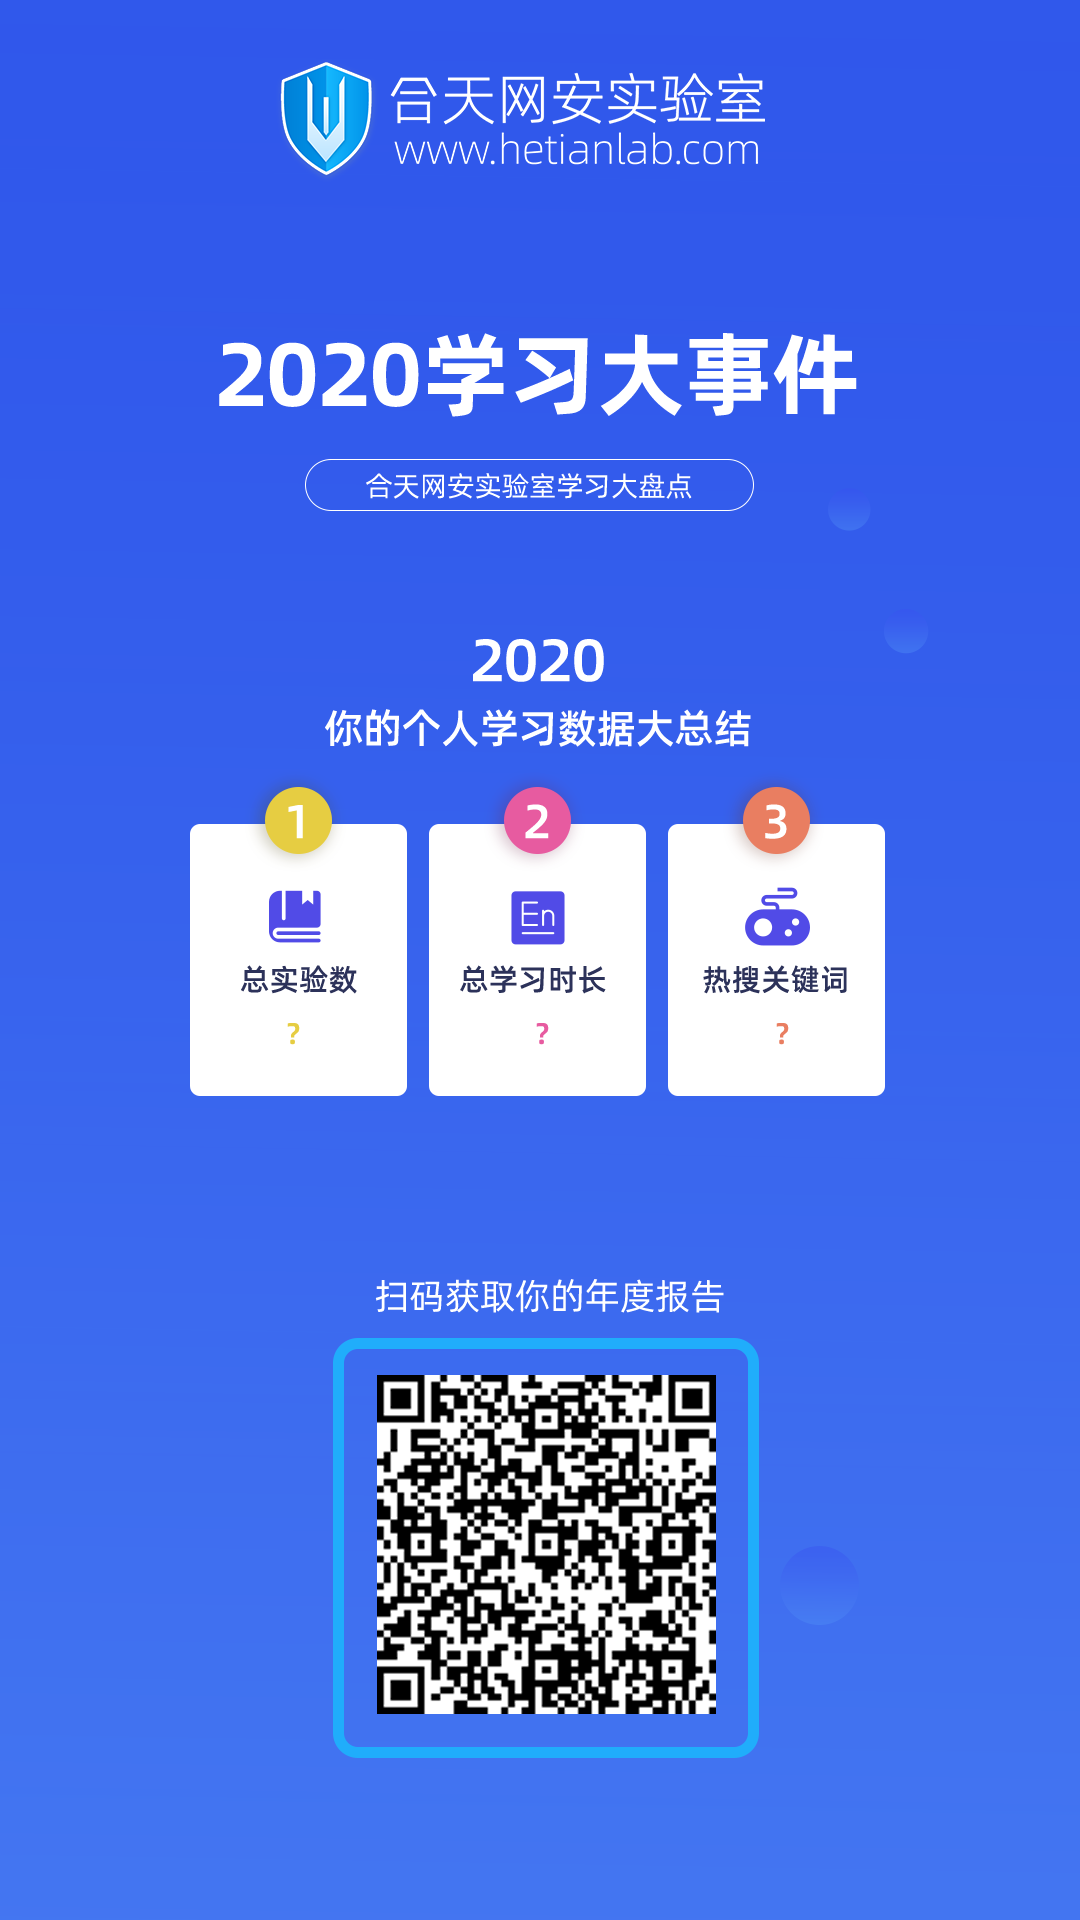 合天网安实验室
www.hetianlab.com
2020学习大事件
合天网安实验室学习大盘点
2020
你的个人学习数据大总结
1
2
3
En
总实验数
总学习时长
热搜关键词
?
?
?
扫码获取你的年度报告